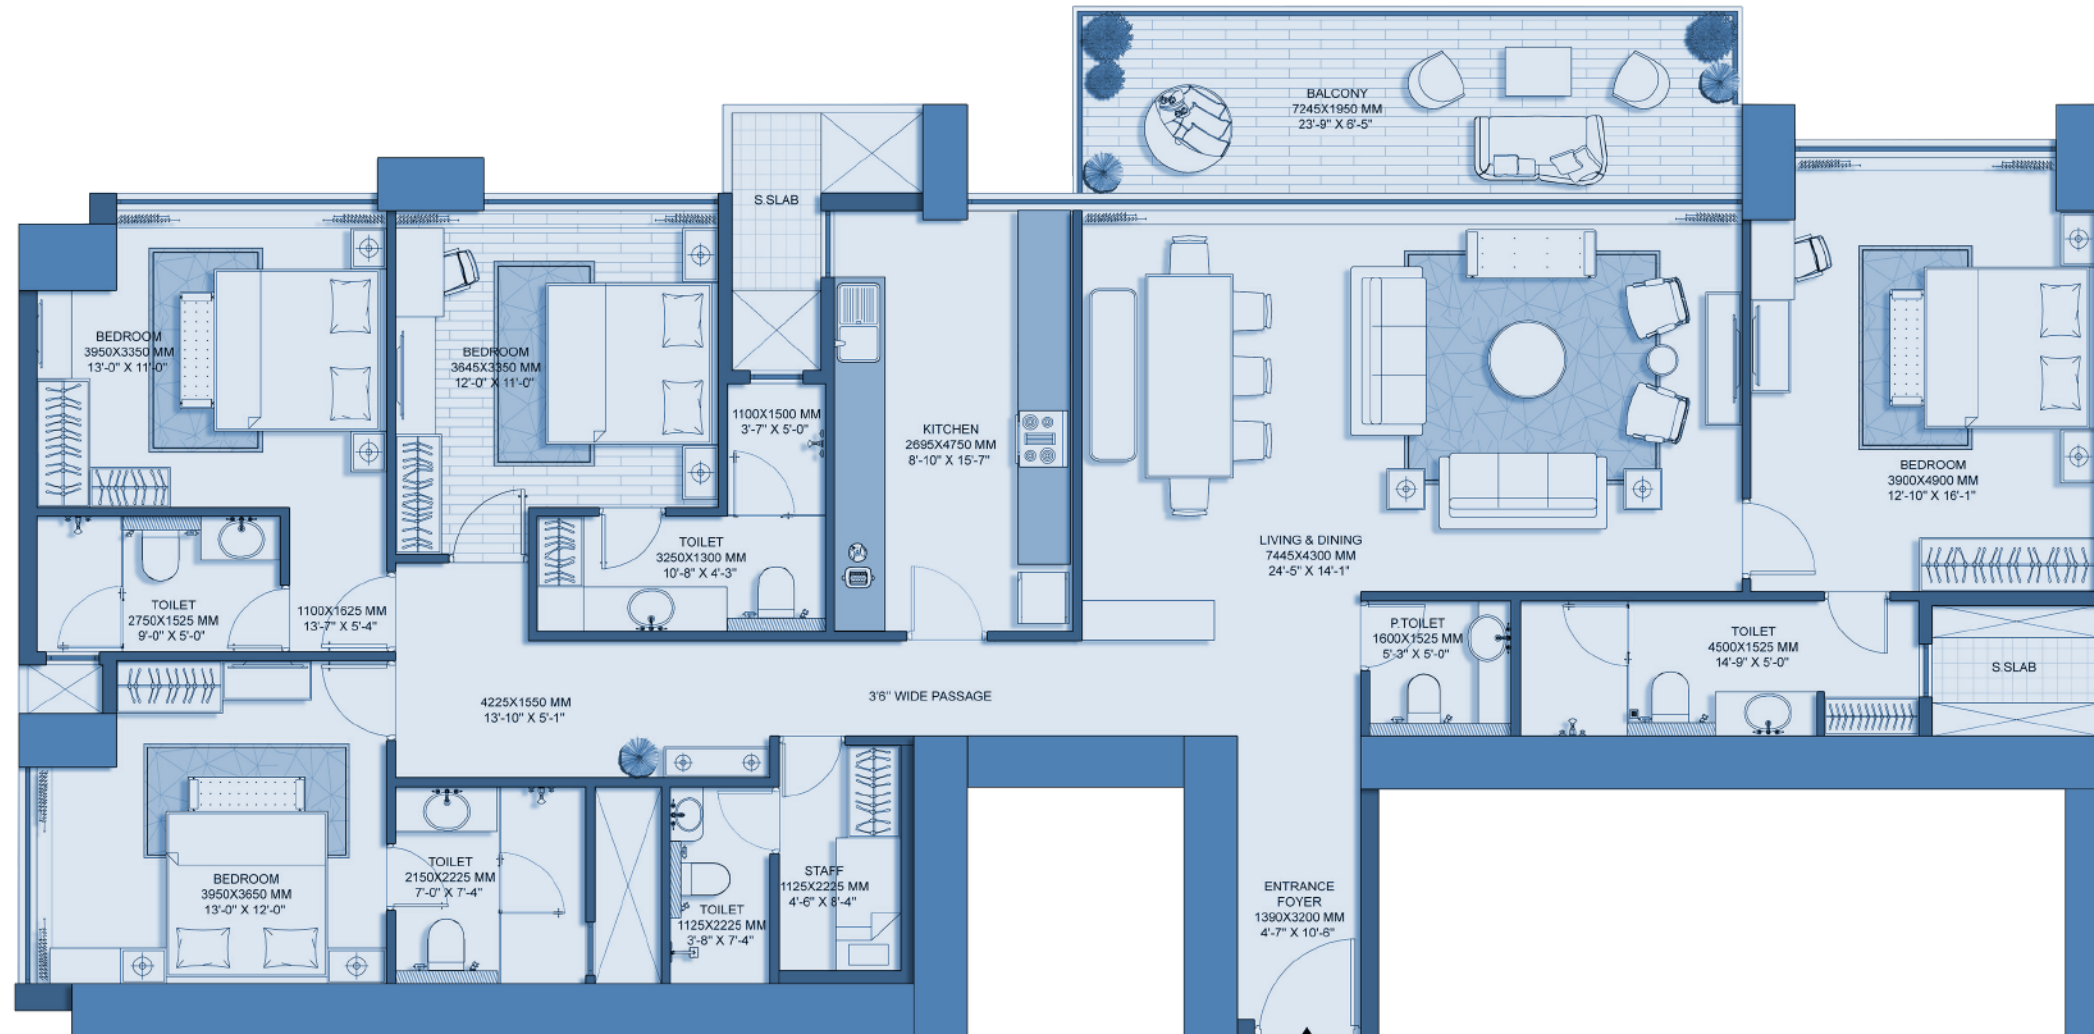 BALCONY
7245X1950 MM
23'-9" X 6'-5"
S.SLAB
BEDROOM
3950X3350 MM
13'-0" X 11'-0"
BEDROOM
3645X3350 MM
12'-0" X 11'-0"
1100X1500 MM
3'-7" X 5'-0"
KITCHEN
2695X4750 MM
8'-10" X 15'-7"
BEDROOM
3900X4900 MM
12'-10" X 16'-1"
LIVING & DINING
7445X4300 MM
24'-5" X 14'-1"
TOILET
3250X1300 MM
10'-8" X 4'-3"
TOILET
2750X1525 MM
9'-0" X 5'-0"
1100X1625 MM
13'-7" X 5'-4"
P.TOILET
1600X1525 MM
5'-3" X 5'-0"
TOILET
4500X1525 MM
14'-9" X 5'-0"
S.SLAB
4225X1550 MM
13'-10" X 5'-1"
3'6" WIDE PASSAGE
BEDROOM
3950X3650 MM
13'-0" X 12'-0"
TOILET
2150X2225 MM
7'-0" X 7'-4"
TOILET
1125X2225 MM
3'-8" X 7'-4"
STAFF
1125X2225 MM
4'-6" X 8'-4"
ENTRANCE
FOYER
1390X3200 MM
4'-7" X 10'-6"